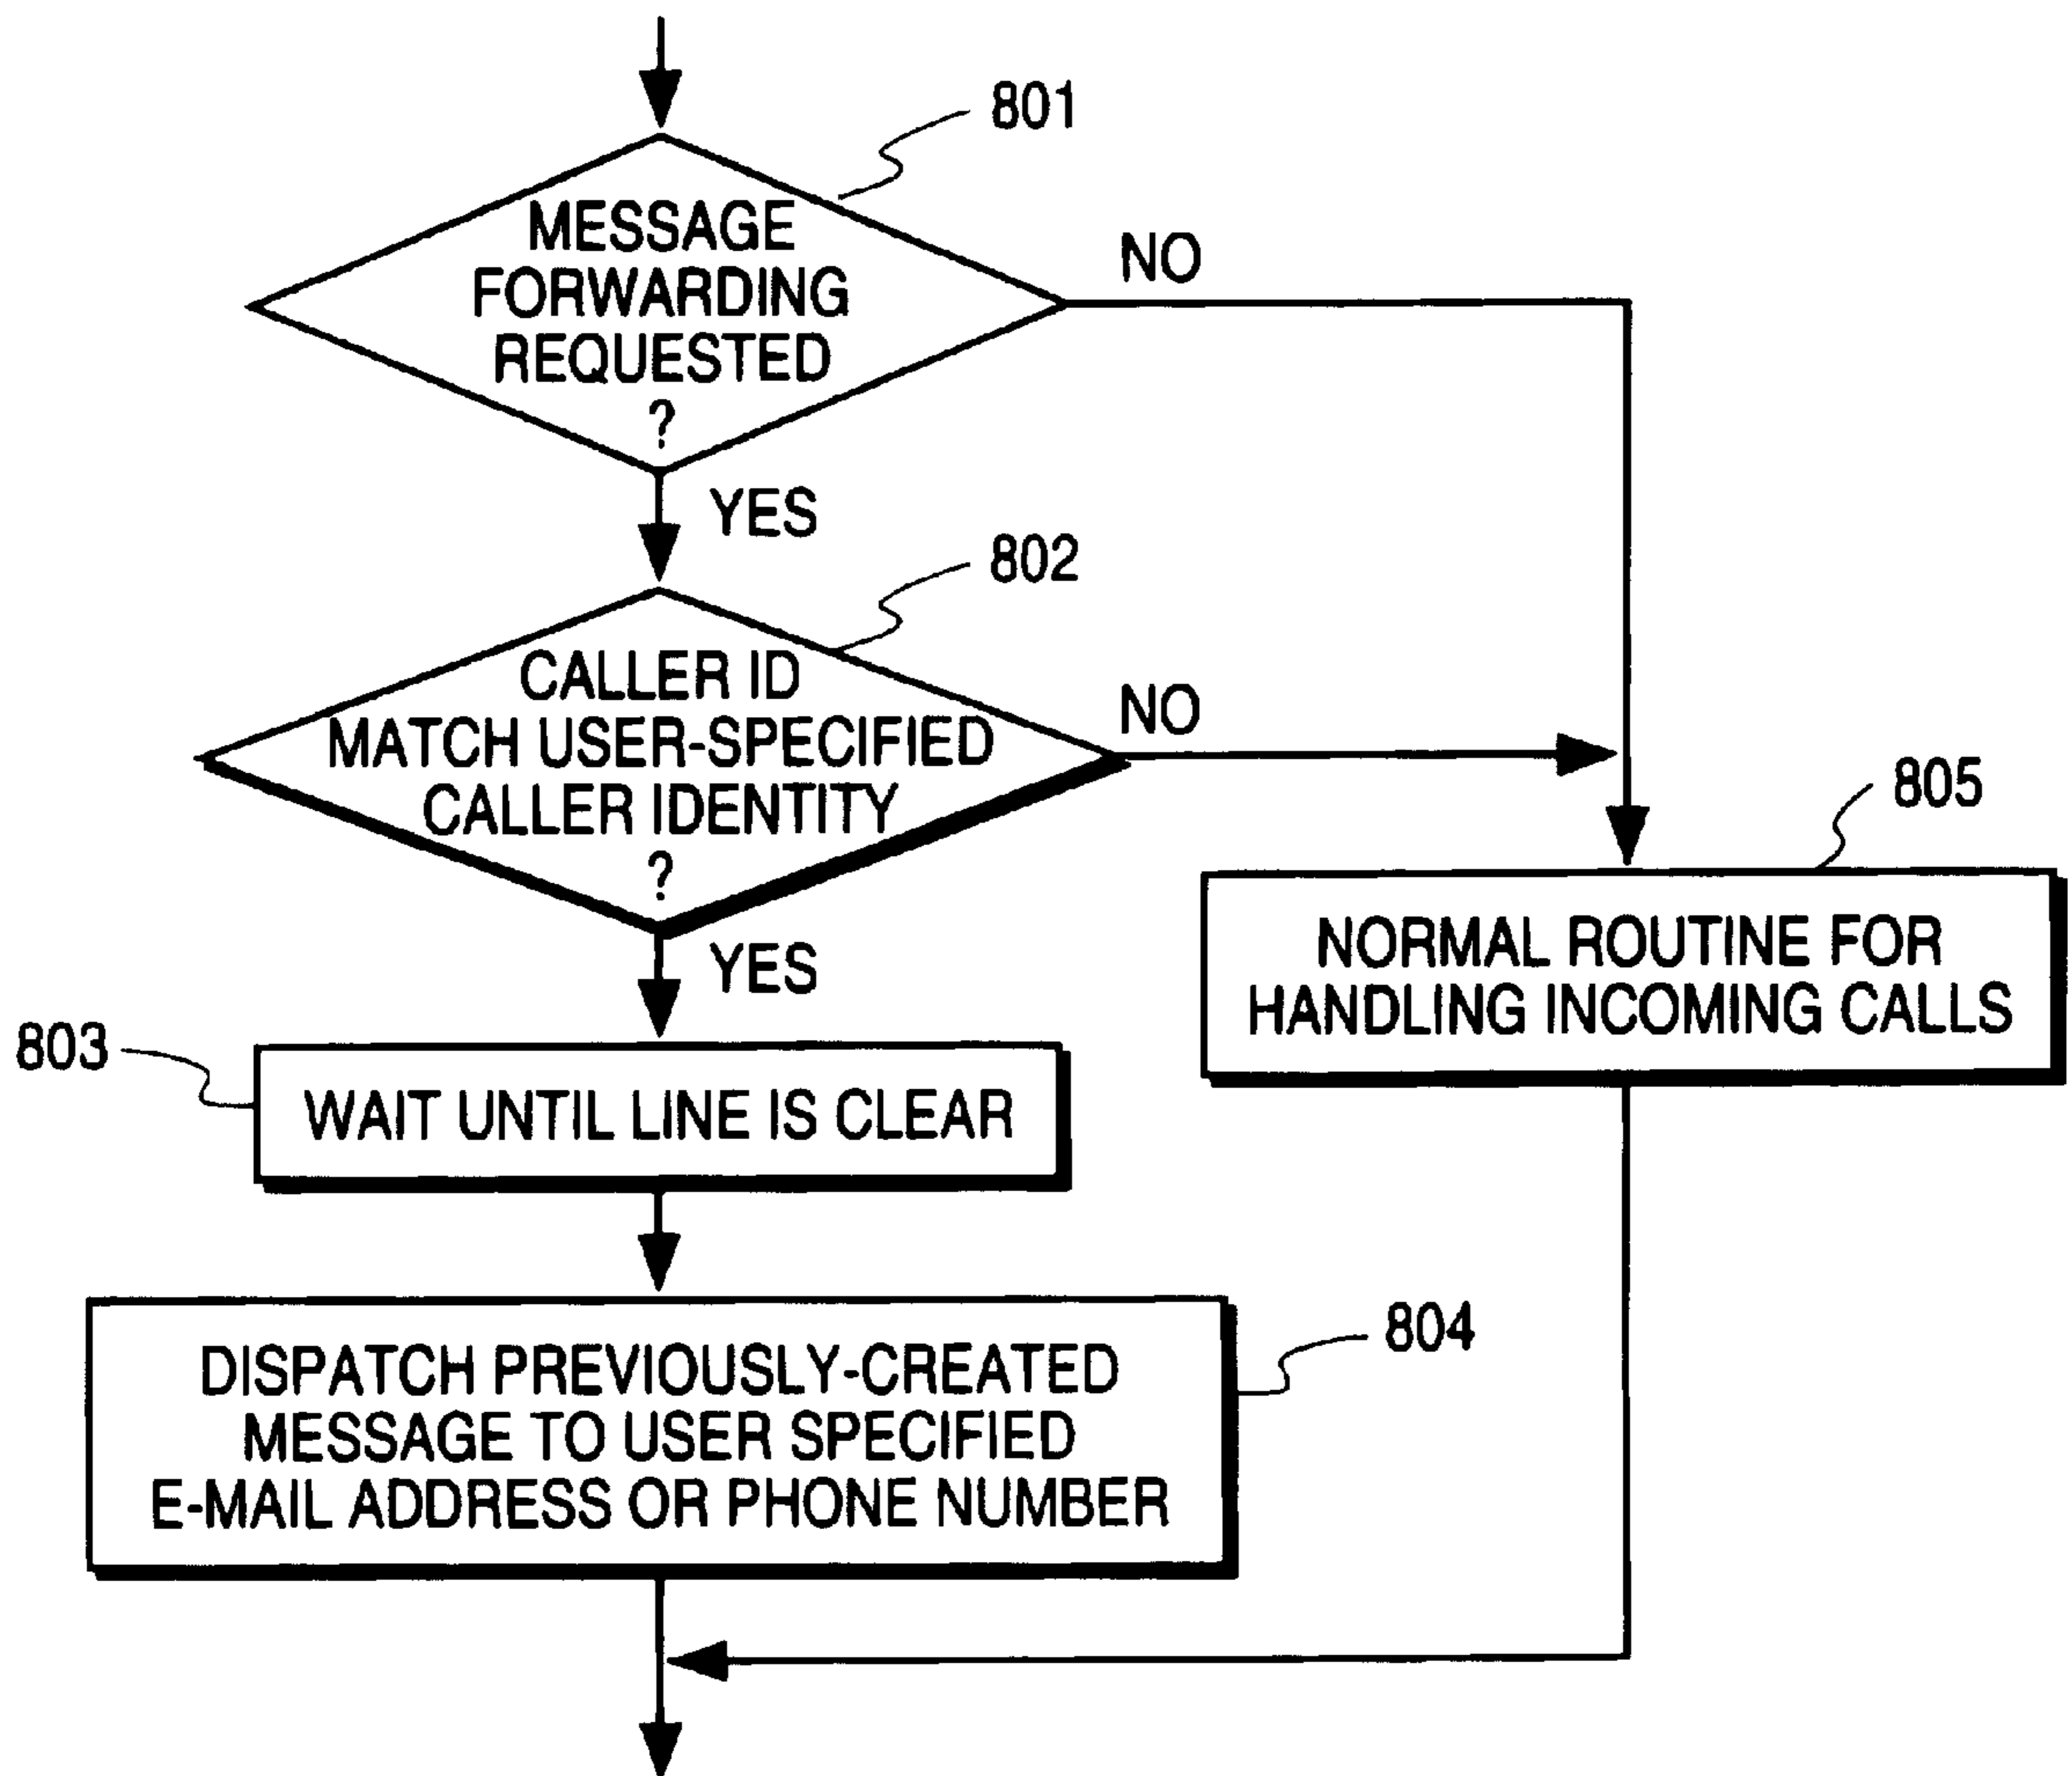 801
MESSAGE
FORWARDING
REQUESTED
?
NO
YES
802
CALLER ID
MATCH USER-SPECIFIED
CALLER IDENTITY
?
NO
YES
805
NORMAL ROUTINE FOR
HANDLING INCOMING CALLS
803
WAIT UNTIL LINE IS CLEAR
804
DISPATCH PREVIOUSLY-CREATED
MESSAGE TO USER SPECIFIED
E-MAIL ADDRESS OR PHONE NUMBER